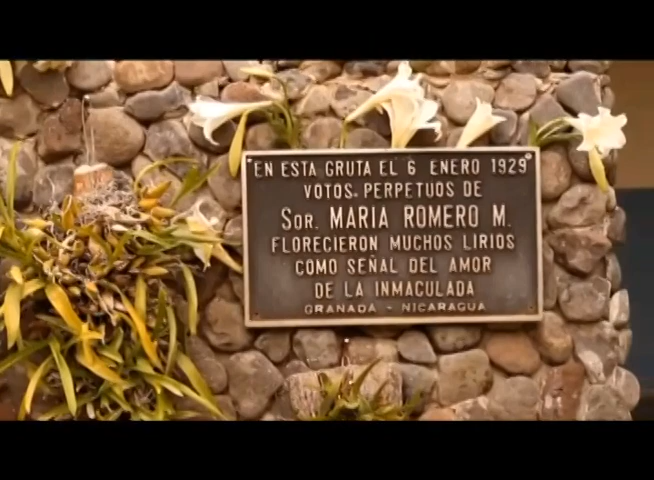 EN ESTA GRUTA EL 6 ENERO 1929
VOTOS PERPETUOS DE
SOR. MARIA ROMERO M.
FLORECIERON MUCHOS LIRIOS
COMO SEÑAL DEL AMOR
DE LA INMACULADA
GRANADA - NICARAGUA